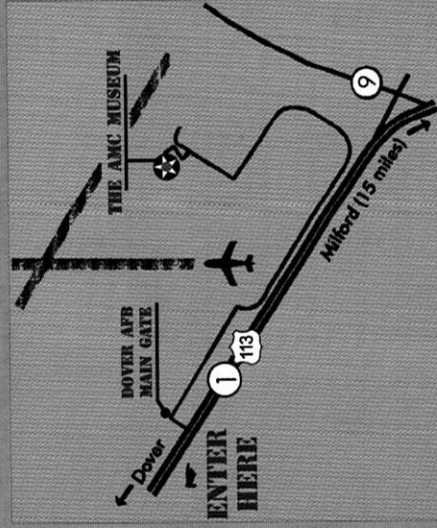 THE AMC MUSEUM
9
Milford (15 miles)
DOVER AFB
MAIN GATE
1
113
Dover
ENTER
HERE